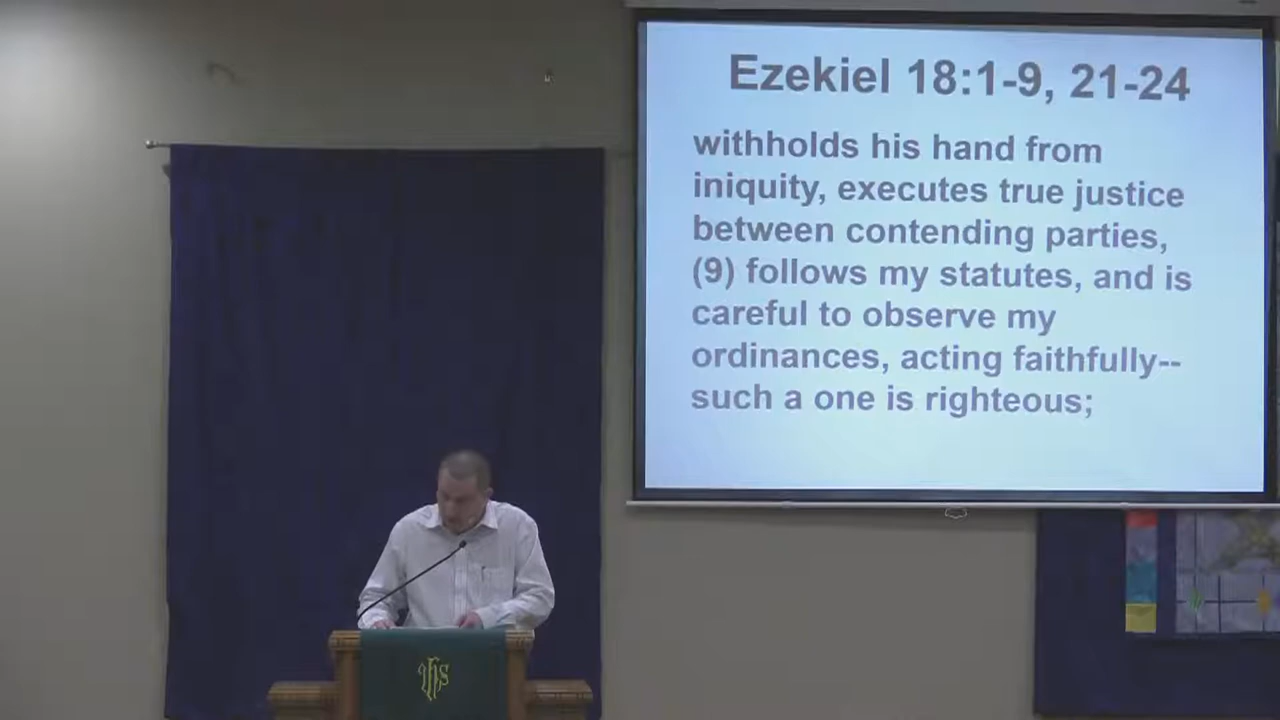 Ezekiel 18:1-9, 21-24
withholds his hand from
iniquity, executes true justice
between contending parties,
(9) follows my statutes, and is
careful to observe my
ordinances, acting faithfully--
such a one is righteous;
IHS